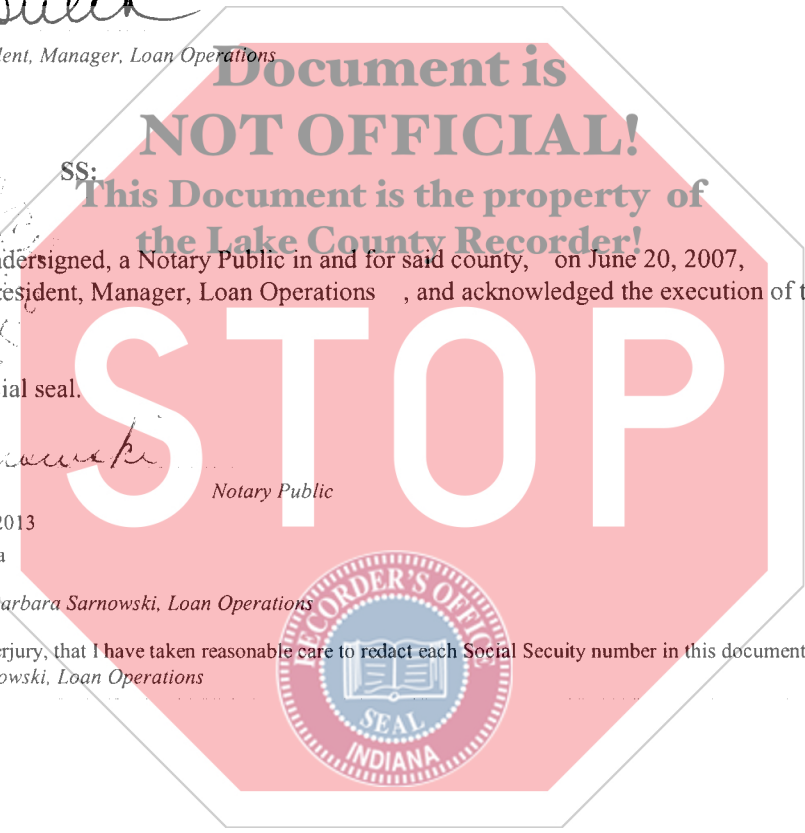 dent, Manager, Loan Operations
Document is
NOT OFFICIAL!
SS:
This Document is the property of
the Lake County Recorder!
dersigned, a Notary Public in and for said county, on June 20, 2007,
esident, Manager, Loan Operations , and acknowledged the execution of t
STOP
ial seal.
Notary Public
2013
a
arbara Sarnowski, Loan Operations
RECORDER'S OFFICE
erjury, that I have taken reasonable care to redact each Social Secuity number in this document
owski, Loan Operations
SEAL
INDIANA